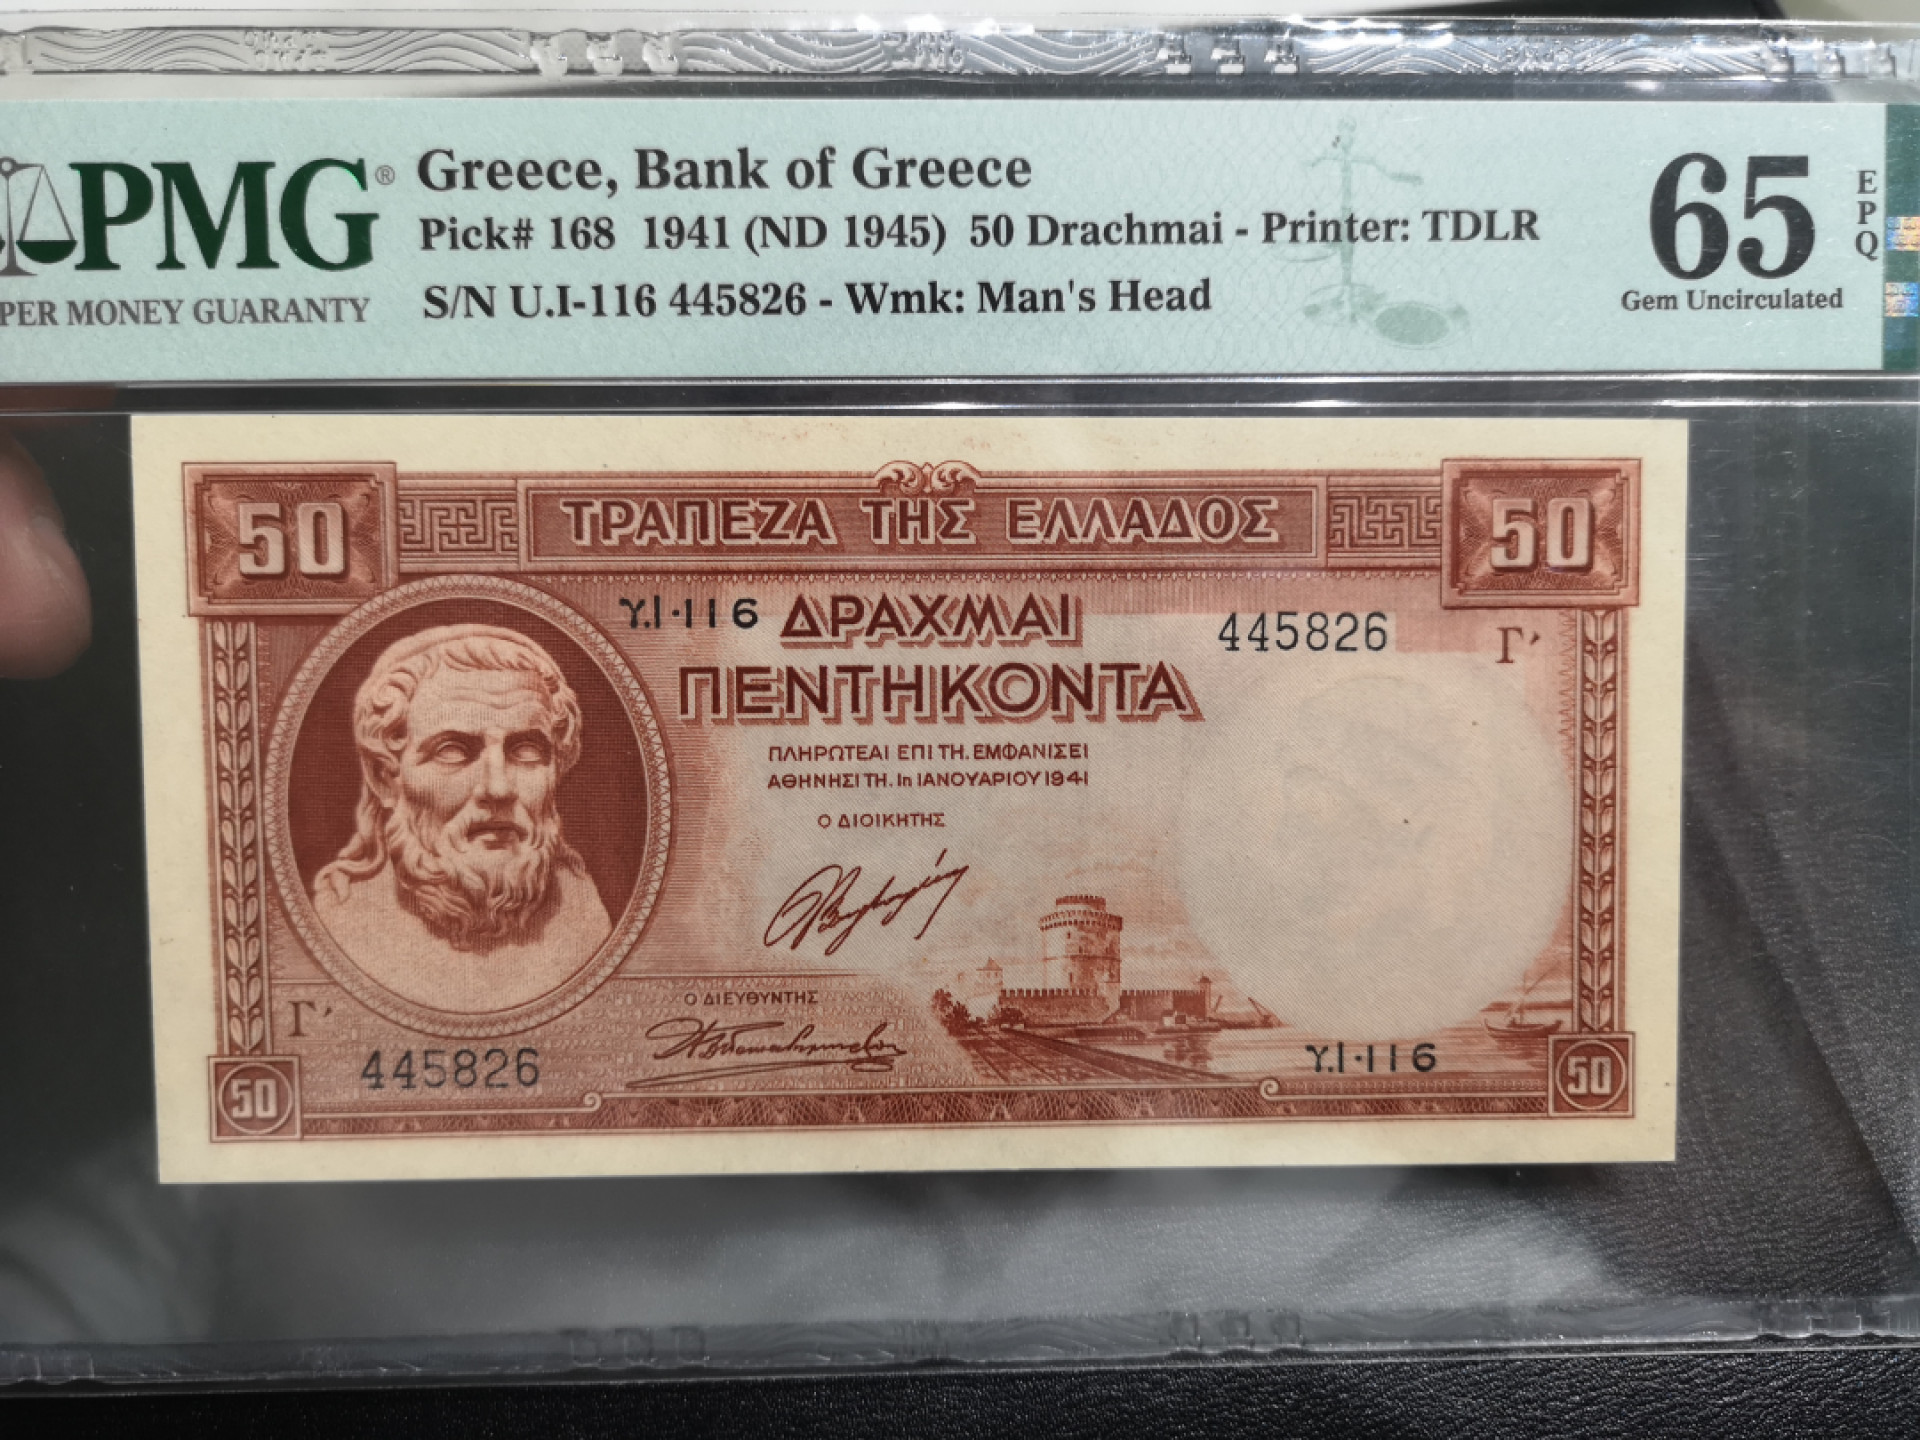 PMG®
PER MONEY GUARANTY
Greece, Bank of Greece
Pick# 168 1941 (ND 1945) 50 Drachmai - Printer: TDLR
S/N U.I-116 445826 - Wmk: Man's Head
65
EPQ
Gem Uncirculated
50
ΤΡΑΠΕΖΑ ΤΗΣ ΕΛΛΑΔΟΣ
50
Υ.Ι·116
ΔΡΑΧΜΑΙ
445826
Γ′
ΠΕΝΤΗΚΟΝΤΑ
ΠΛΗΡΩΤΕΑΙ ΕΠΙ ΤΗ. ΕΜΦΑΝΙΣΕΙ
ΑΘΗΝΗΣΙ ΤΗ. 1η ΙΑΝΟΥΑΡΙΟΥ 1941
Ο ΔΙΟΙΚΗΤΗΣ
Ο ΔΙΕΥΘΥΝΤΗΣ
Γ′
445826
Υ.Ι·116
50
50